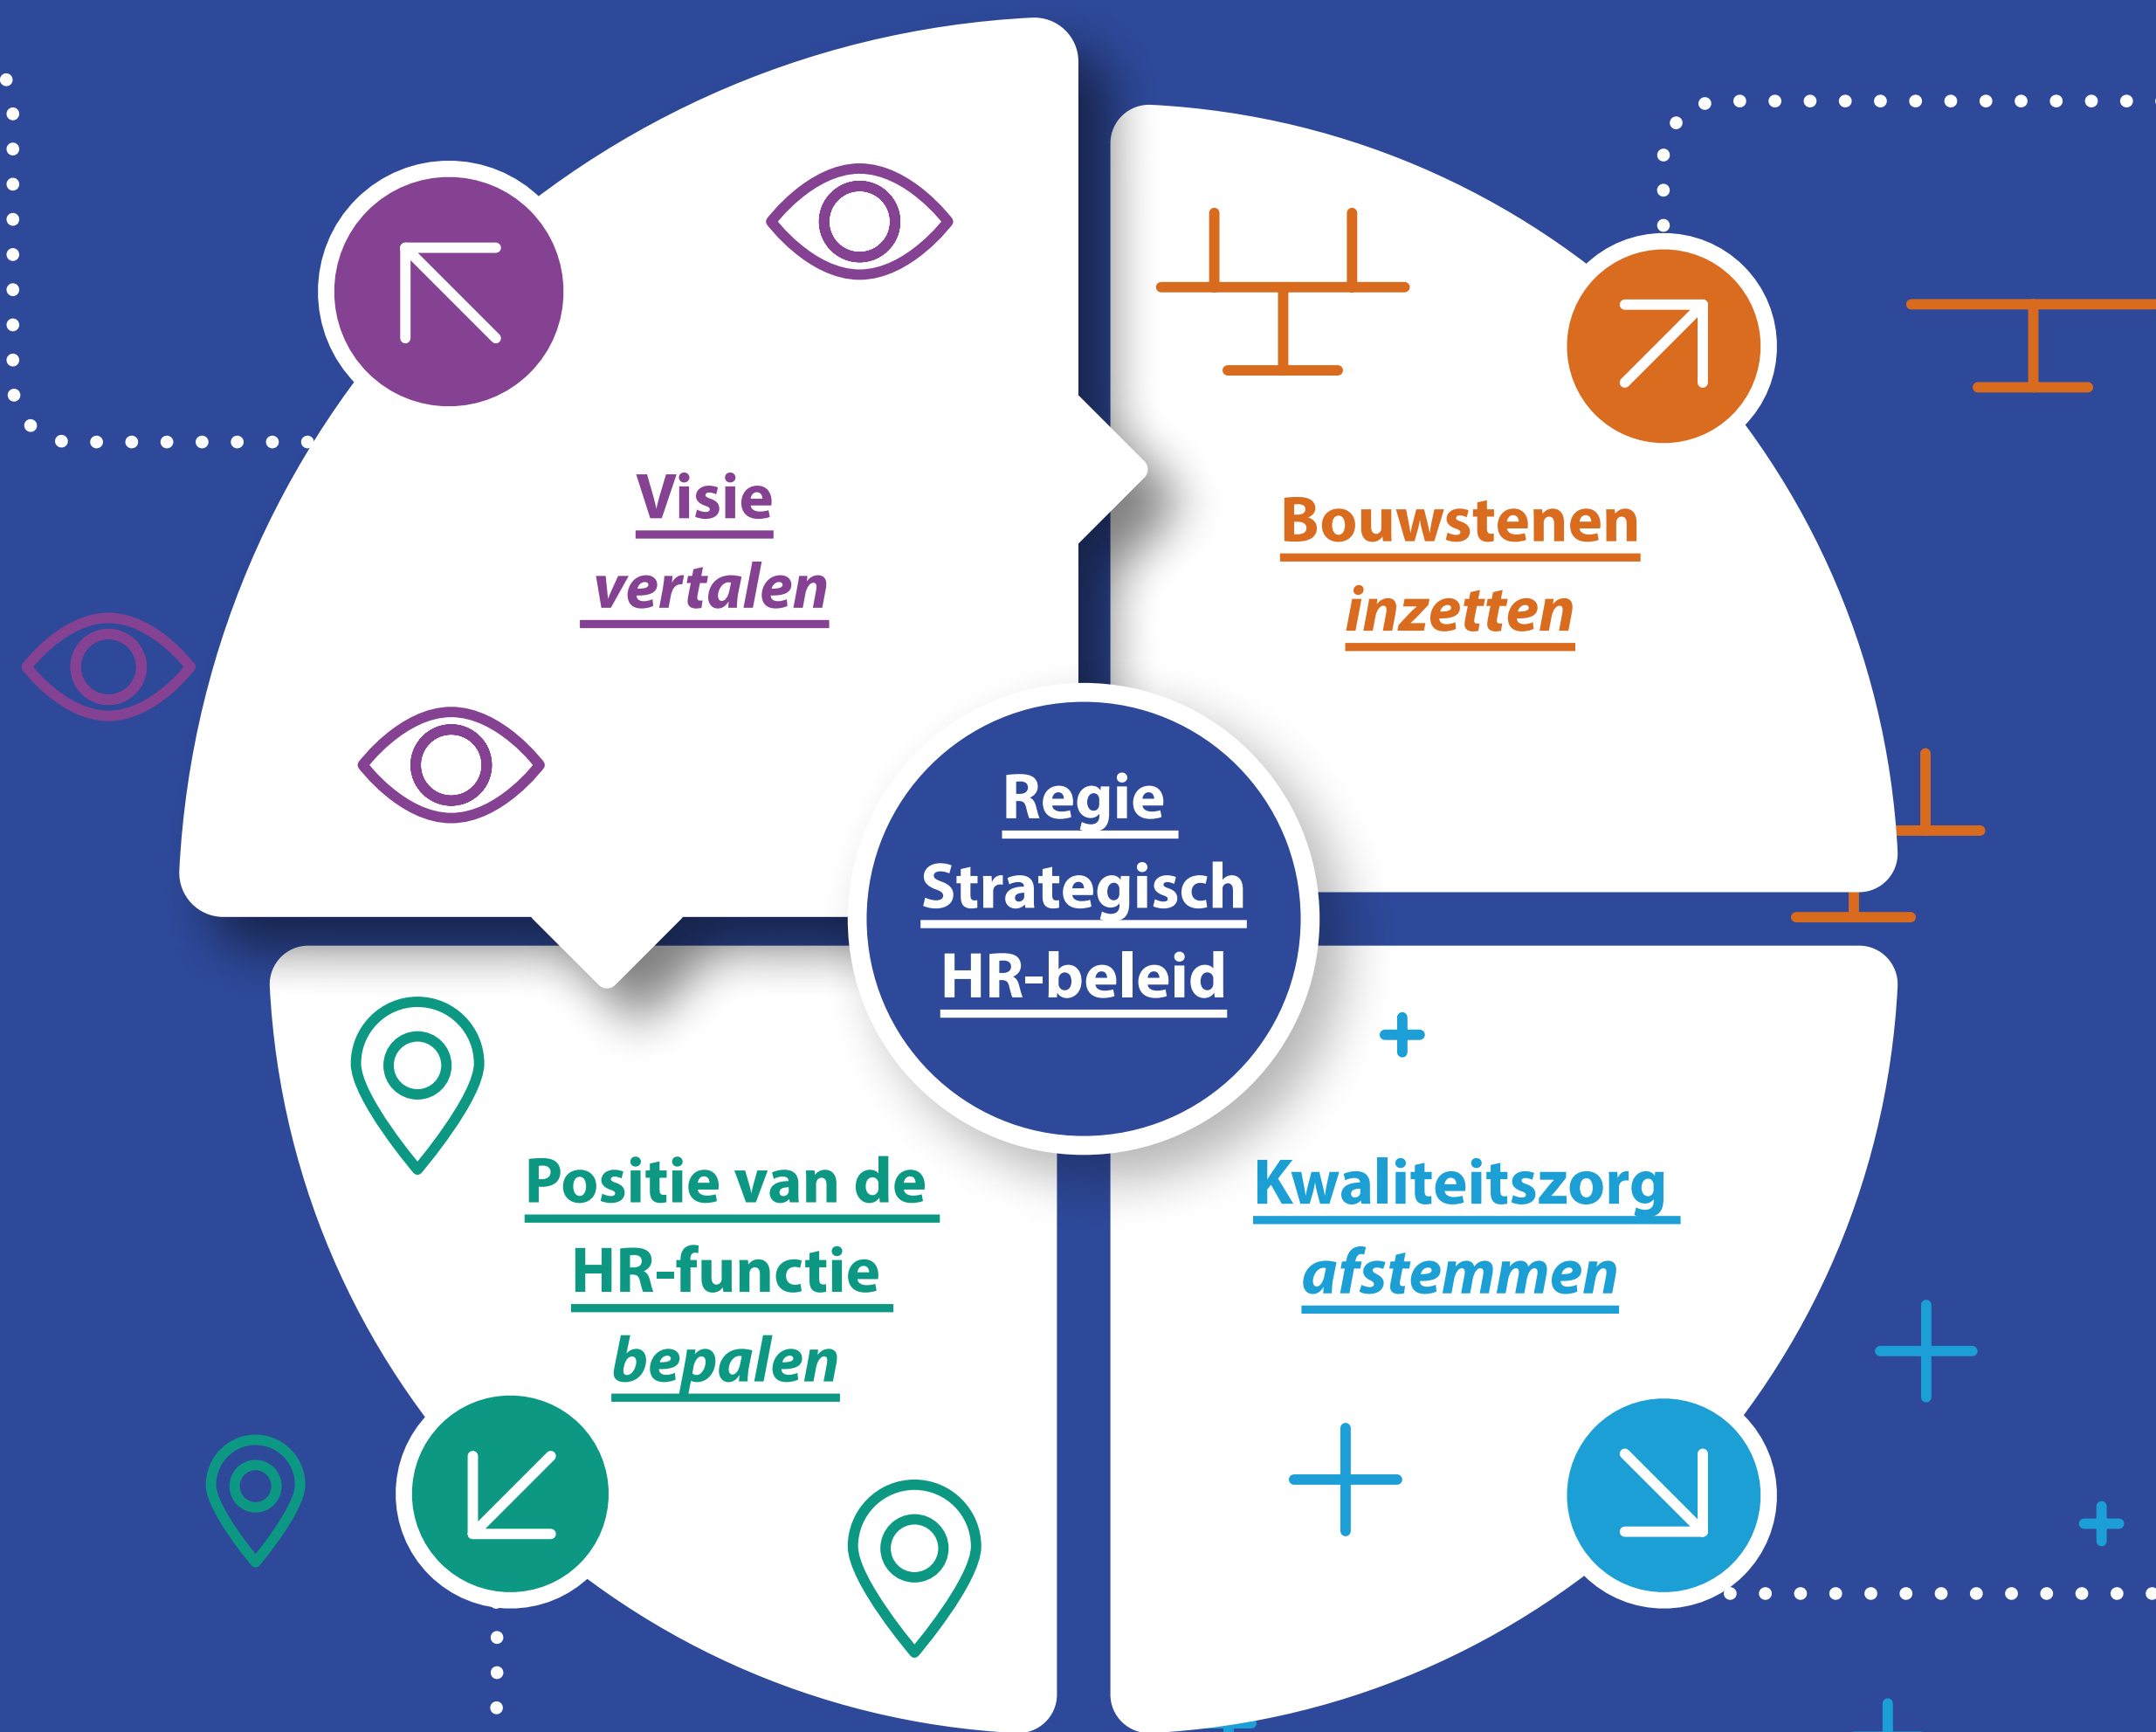 Visie
vertalen
Bouwstenen
inzetten
Regie
Strategisch
HR-beleid
Positie van de
HR-functie
bepalen
Kwaliteitszorg
afstemmen